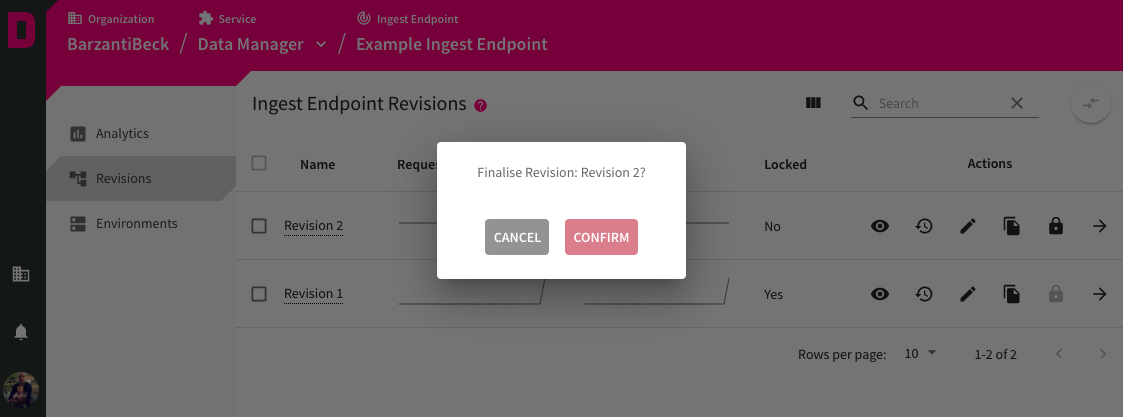 Organization Service Ingest Endpoint
BarzantiBeck / Data Manager / Example Ingest Endpoint
Ingest Endpoint Revisions ?
Search
Analytics
Revisions
Environments
Name Locked Actions
Finalise Revision: Revision 2?
CANCEL CONFIRM
Revision 2 No
Revision 1 Yes
Rows per page: 10 1-2 of 2